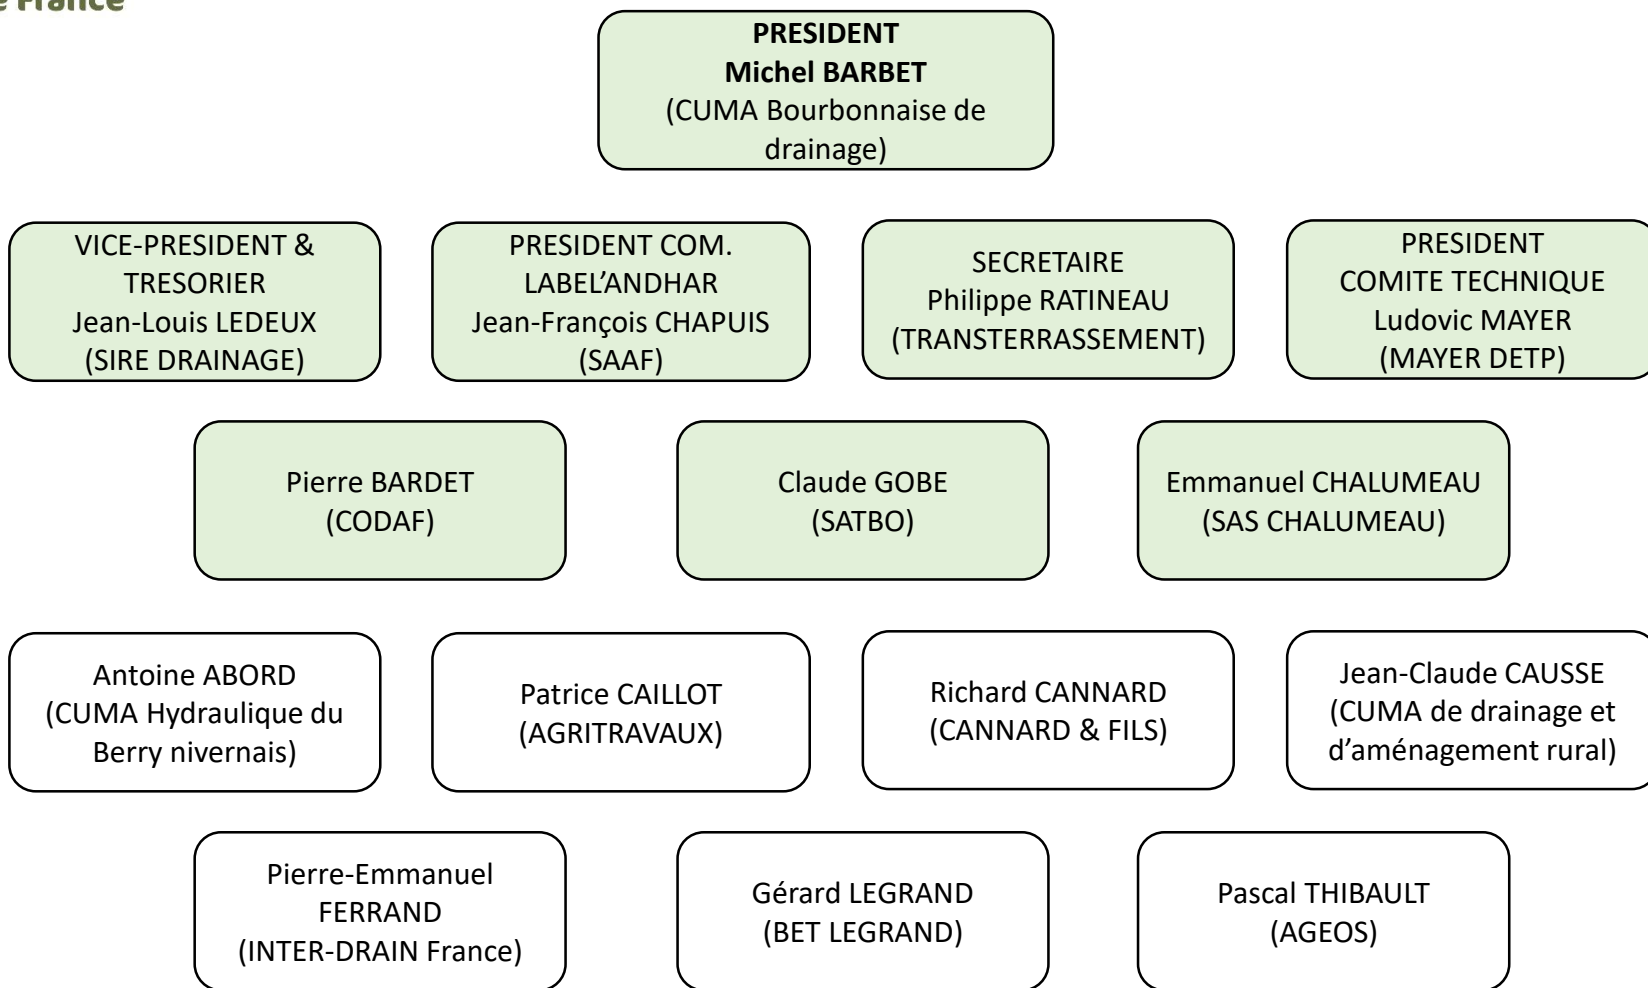 e France
PRESIDENT
Michel BARBET
(CUMA Bourbonnaise de
drainage)
VICE-PRESIDENT &
TRESORIER
Jean-Louis LEDEUX
(SIRE DRAINAGE)
PRESIDENT COM.
LABEL’ANDHAR
Jean-François CHAPUIS
(SAAF)
SECRETAIRE
Philippe RATINEAU
(TRANSTERRASSEMENT)
PRESIDENT
COMITE TECHNIQUE
Ludovic MAYER
(MAYER DETP)
Pierre BARDET
(CODAF)
Claude GOBE
(SATBO)
Emmanuel CHALUMEAU
(SAS CHALUMEAU)
Antoine ABORD
(CUMA Hydraulique du
Berry nivernais)
Patrice CAILLOT
(AGRITRAVAUX)
Richard CANNARD
(CANNARD & FILS)
Jean-Claude CAUSSE
(CUMA de drainage et
d’aménagement rural)
Pierre-Emmanuel
FERRAND
(INTER-DRAIN France)
Gérard LEGRAND
(BET LEGRAND)
Pascal THIBAULT
(AGEOS)